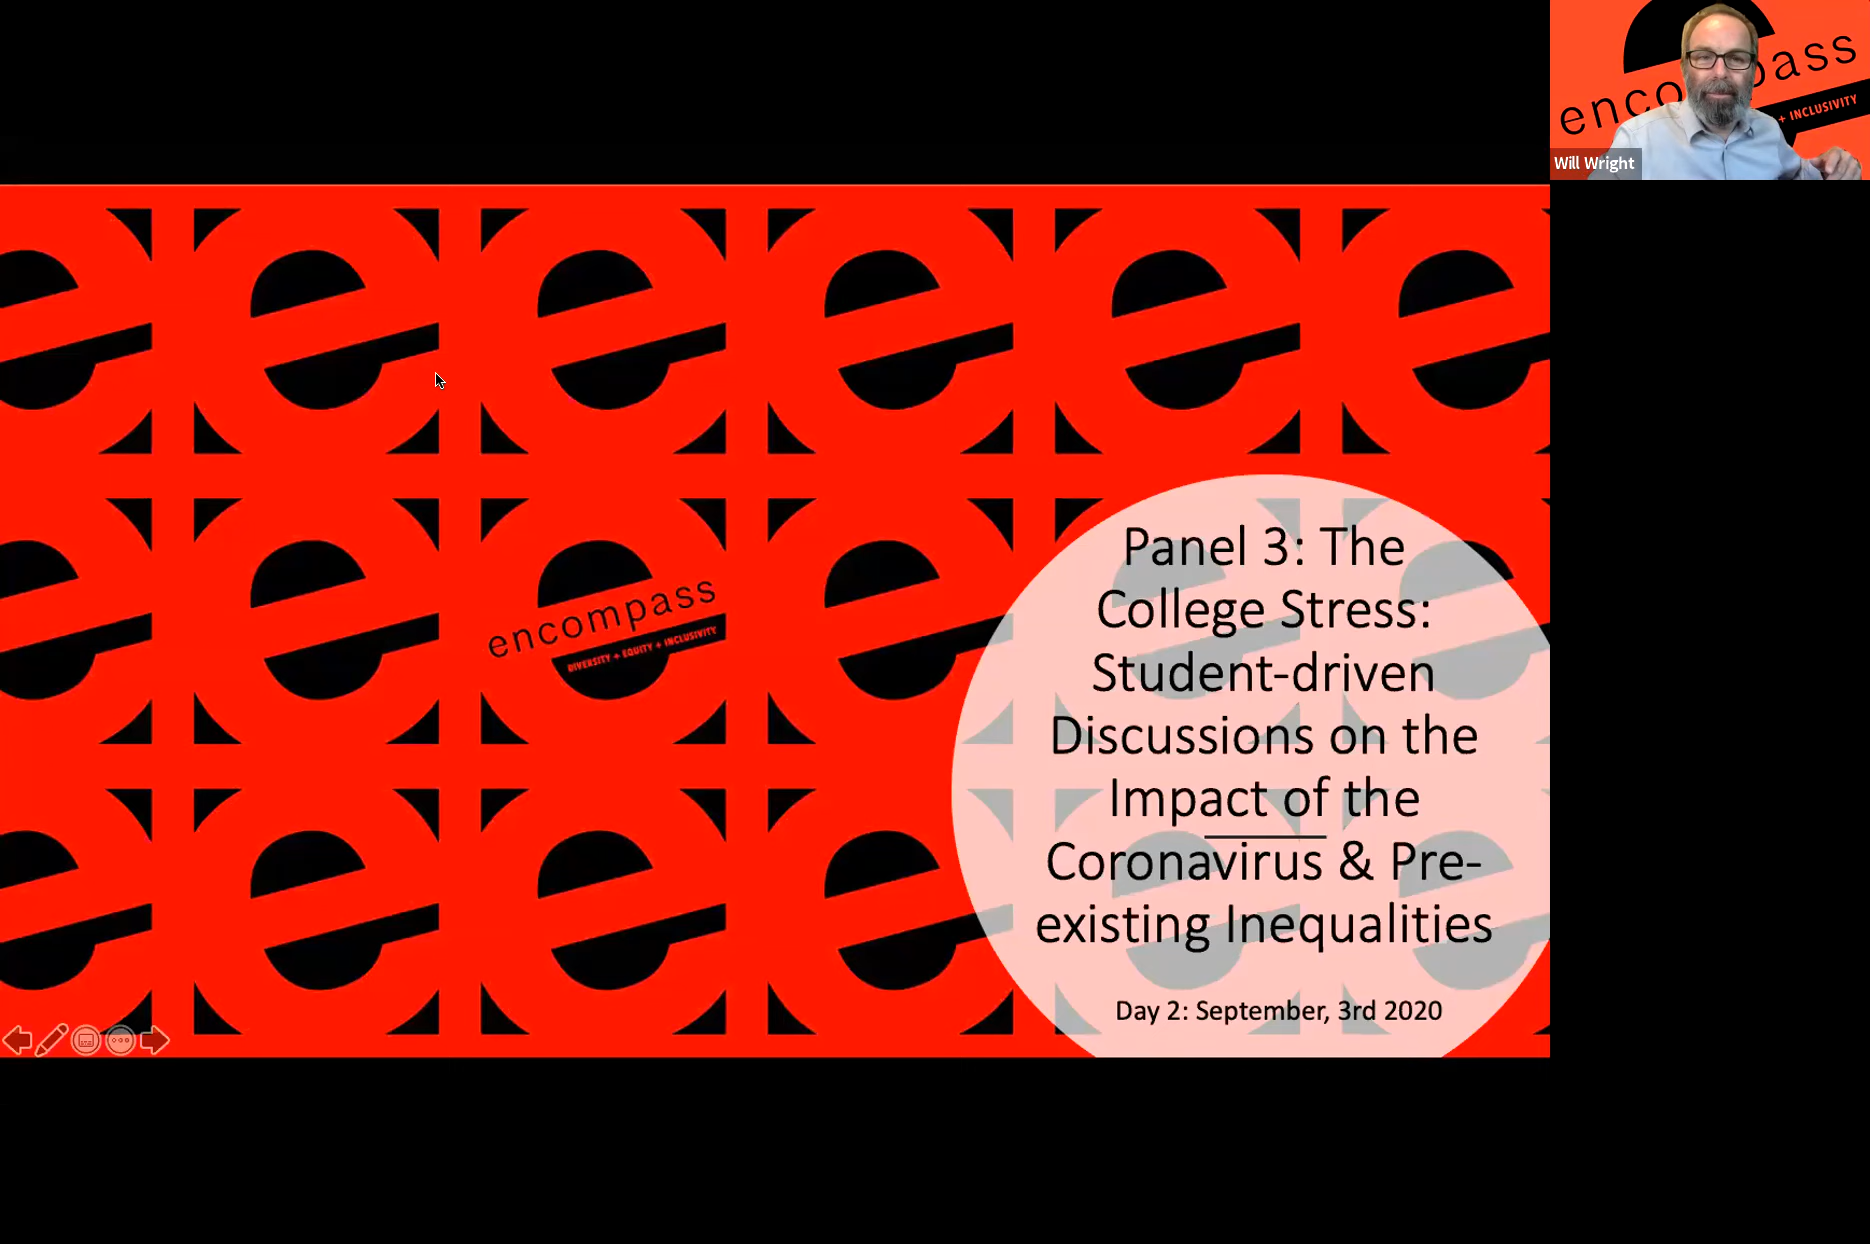 encompass
+ INCLUSIVITY
Will Wright
encompass
DIVERSITY + EQUITY + INCLUSIVITY
Panel 3: The
College Stress:
Student-driven
Discussions on the
Impact of the
Coronavirus & Pre-
existing Inequalities
Day 2: September, 3rd 2020